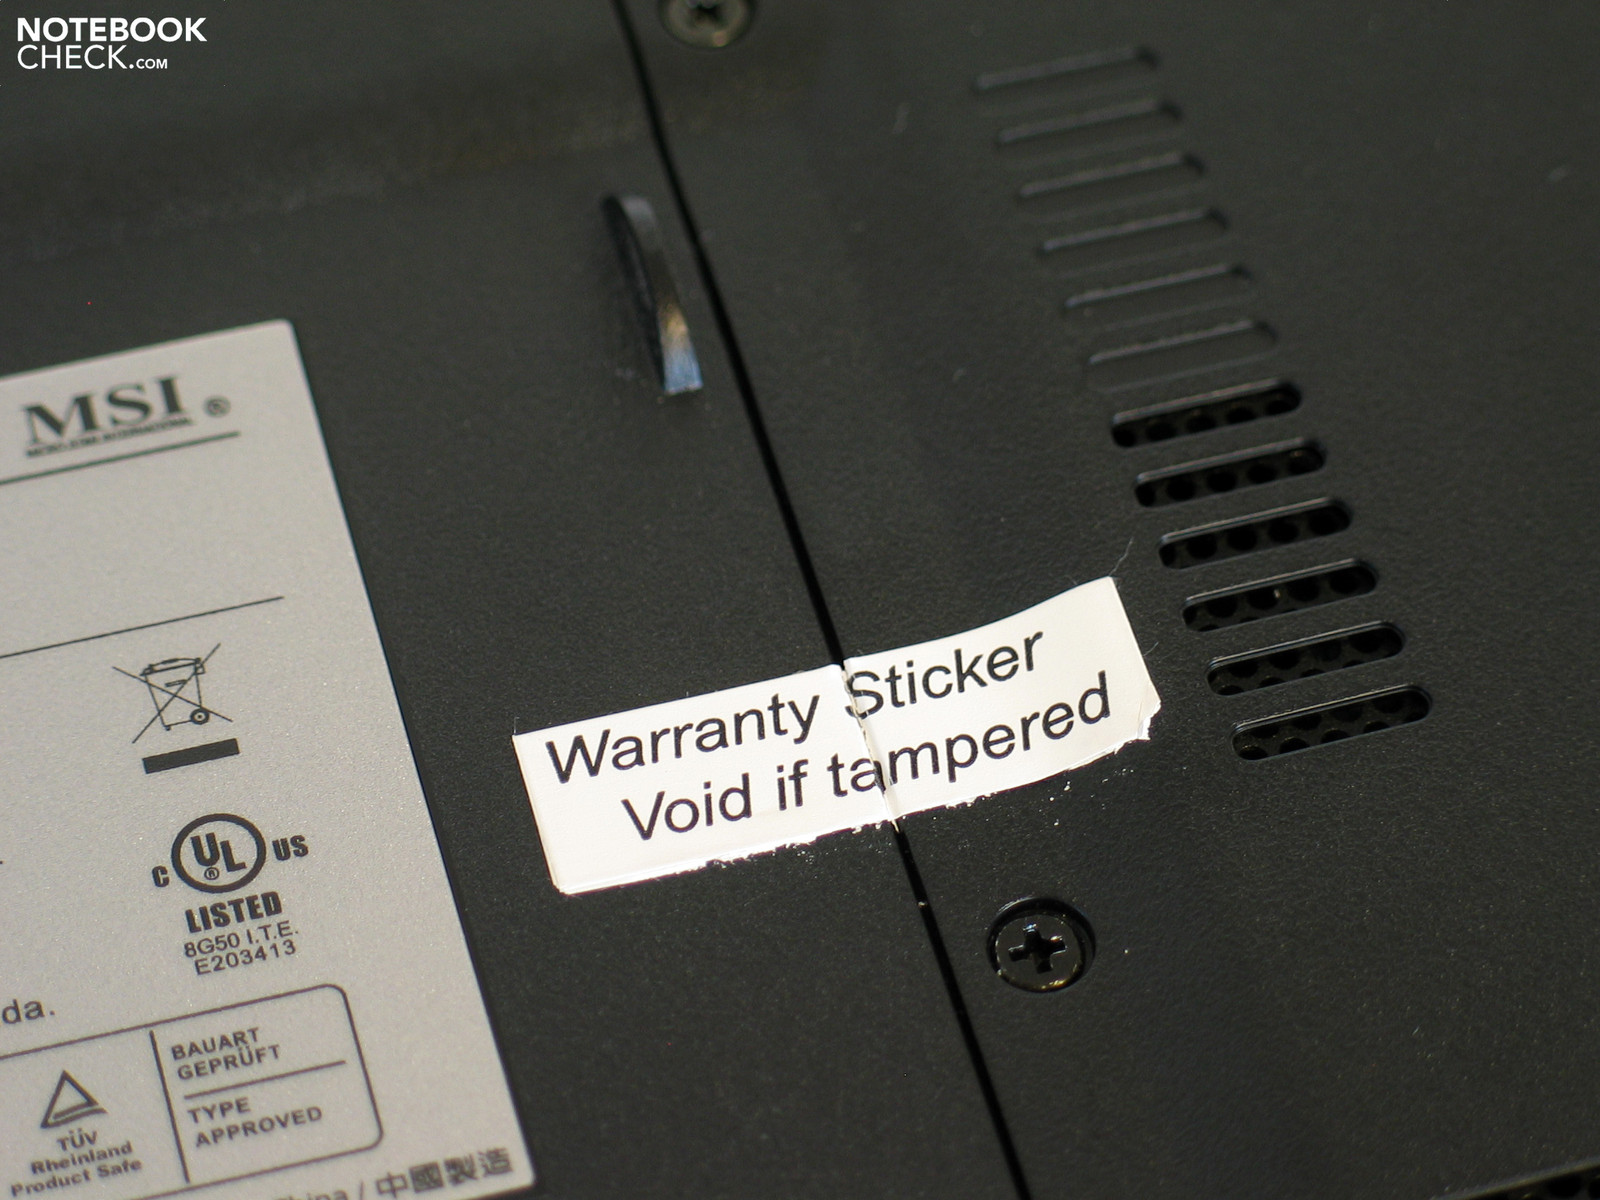 NOTEBOOK
CHECK.COM
MSI®
Warranty Sticker
Void if tampered
C UL® US
LISTED
8G50 I.T.E.
E203413
da.
BAUART
GEPRÜFT
TYPE
APPROVED
TÜV
Rheinland
Product Safe
China / 中國製造